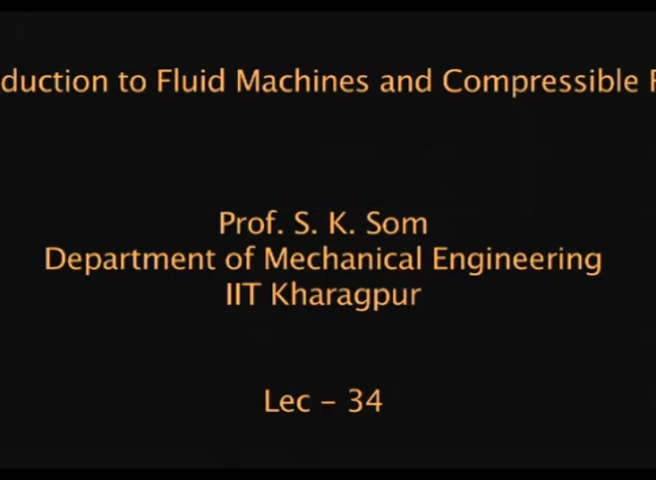 duction to Fluid Machines and Compressible F
Prof. S. K. Som
Department of Mechanical Engineering
IIT Kharagpur
Lec – 34